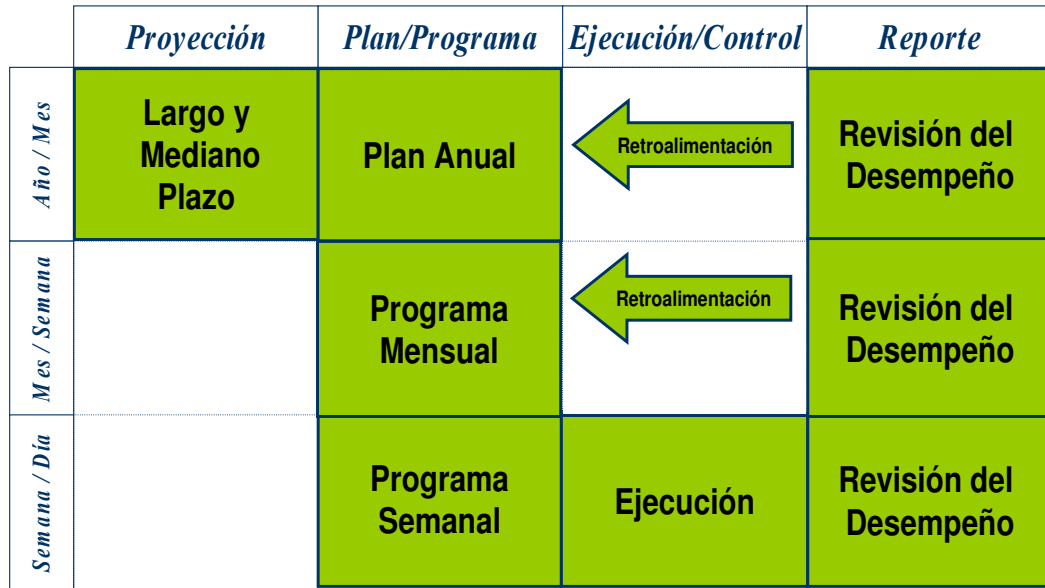 Proyección
Plan/Programa
Ejecución/Control
Reporte
Año / Mes
Largo y
Mediano
Plazo
Plan Anual
Retroalimentación
Revisión del
Desempeño
Mes / Semana
Programa
Mensual
Retroalimentación
Revisión del
Desempeño
Semana / Día
Programa
Semanal
Ejecución
Revisión del
Desempeño